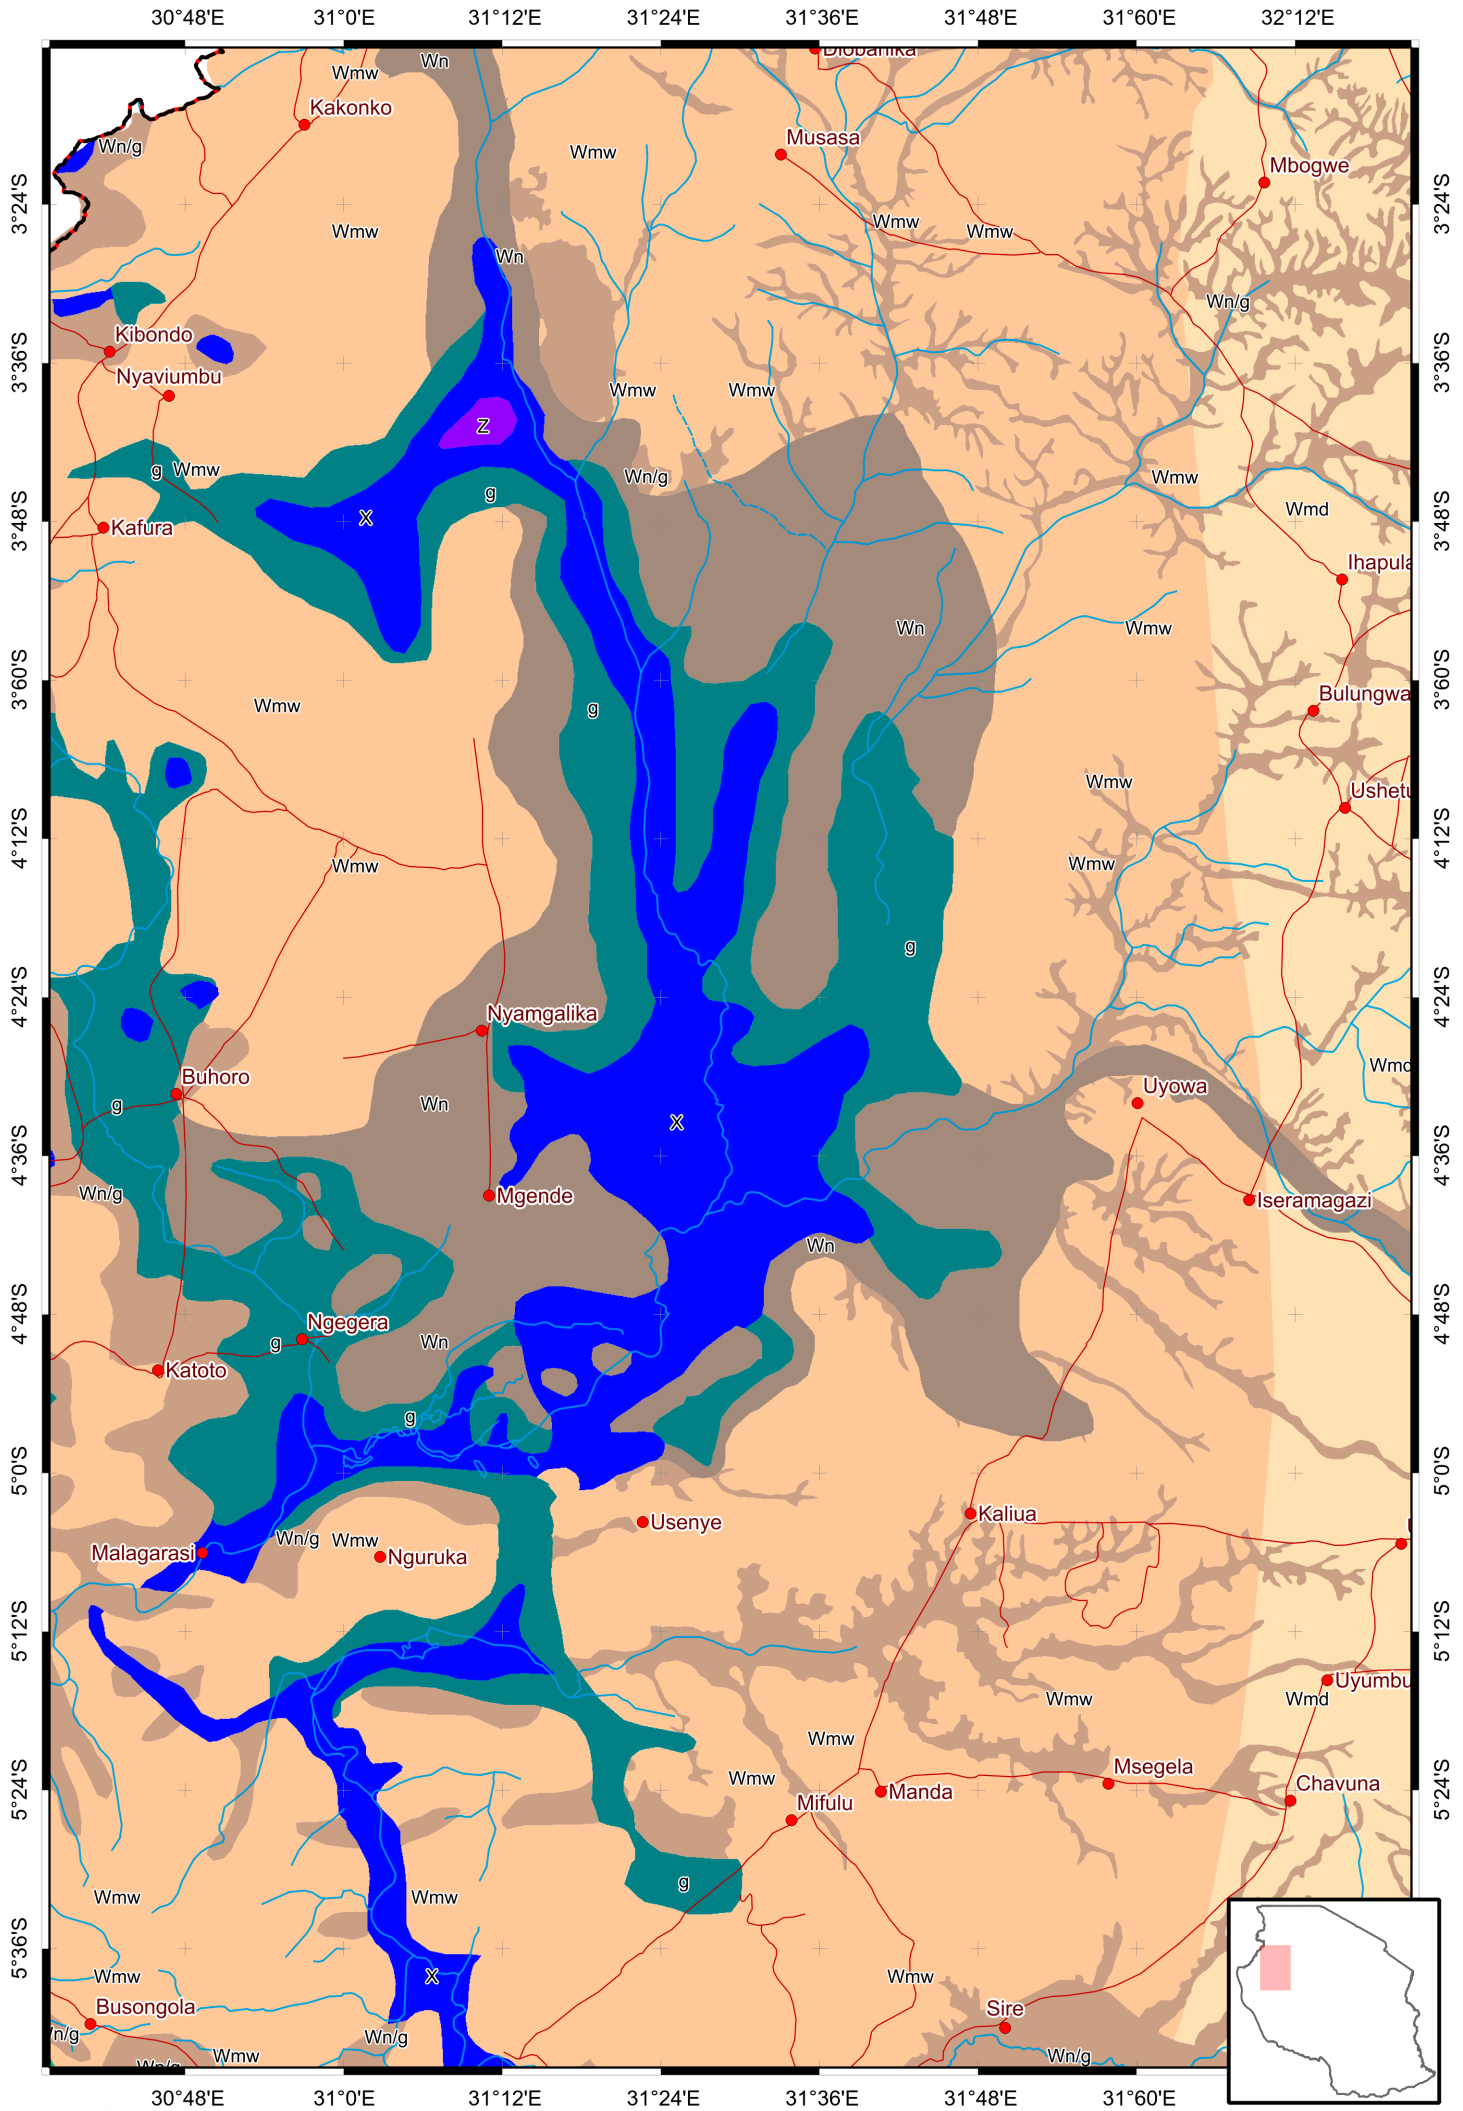 30°48'E 31°0'E 31°12'E 31°24'E 31°36'E 31°48'E 31°60'E 32°12'E
Diobahika
Wn
Wmw
Kakonko
Musasa
Wn/g
Wmw
Mbogwe
3°24'S 3°24'S
Wmw
Wmw
Wmw
Wn
Wn/g
Kibondo
3°36'S 3°36'S
Nyaviumbu
Wmw
Wmw
Z
g
Wmw
Wn/g
Wmw
g
X
Wmd
3°48'S 3°48'S
Kafura
Ihapula
Wn
Wmw
3°60'S 3°60'S
Bulungwa
Wmw
g
Wmw
Ushetu
4°12'S 4°12'S
Wmw
Wmw
g
4°24'S 4°24'S
Nyamgalika
Wmd
Buhoro
Uyowa
g
Wn
X
4°36'S 4°36'S
Wn/g
Mgende
Iseramagazi
Wn
4°48'S 4°48'S
Ngegera
g
Wn
Katoto
g
5°0'S 5°0'S
Kaliua
Usenye
Malagarasi
Wn/g
Wmw
Nguruka
5°12'S 5°12'S
Uyumbu
Wmw
Wmd
Wmw
Msegela
Wmw
Manda
Chavuna
5°24'S 5°24'S
Mifulu
g
Wmw
Wmw
5°36'S 5°36'S
Wmw
X
Wmw
Busongola
Sire
n/g
Wn/g
Wmw
Wn/g
Wn/g
30°48'E 31°0'E 31°12'E 31°24'E 31°36'E 31°48'E 31°60'E 32°12'E